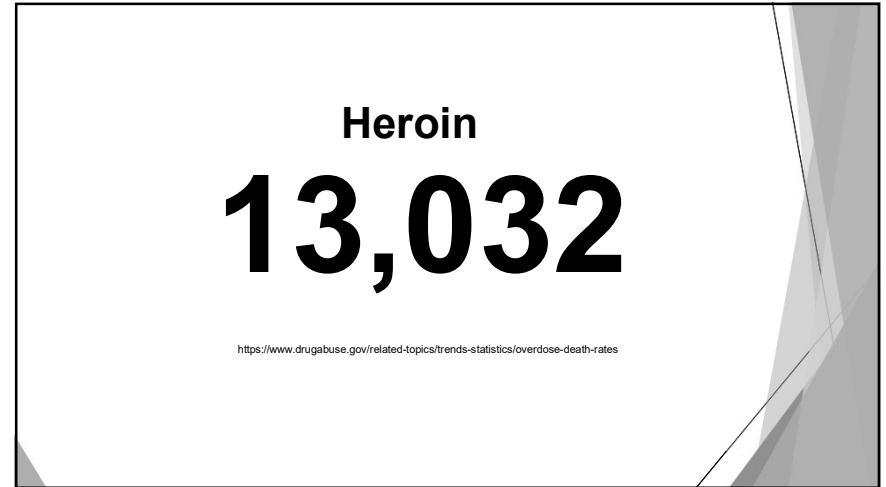 Heroin
13,032
https://www.drugabuse.gov/related-topics/trends-statistics/overdose-death-rates